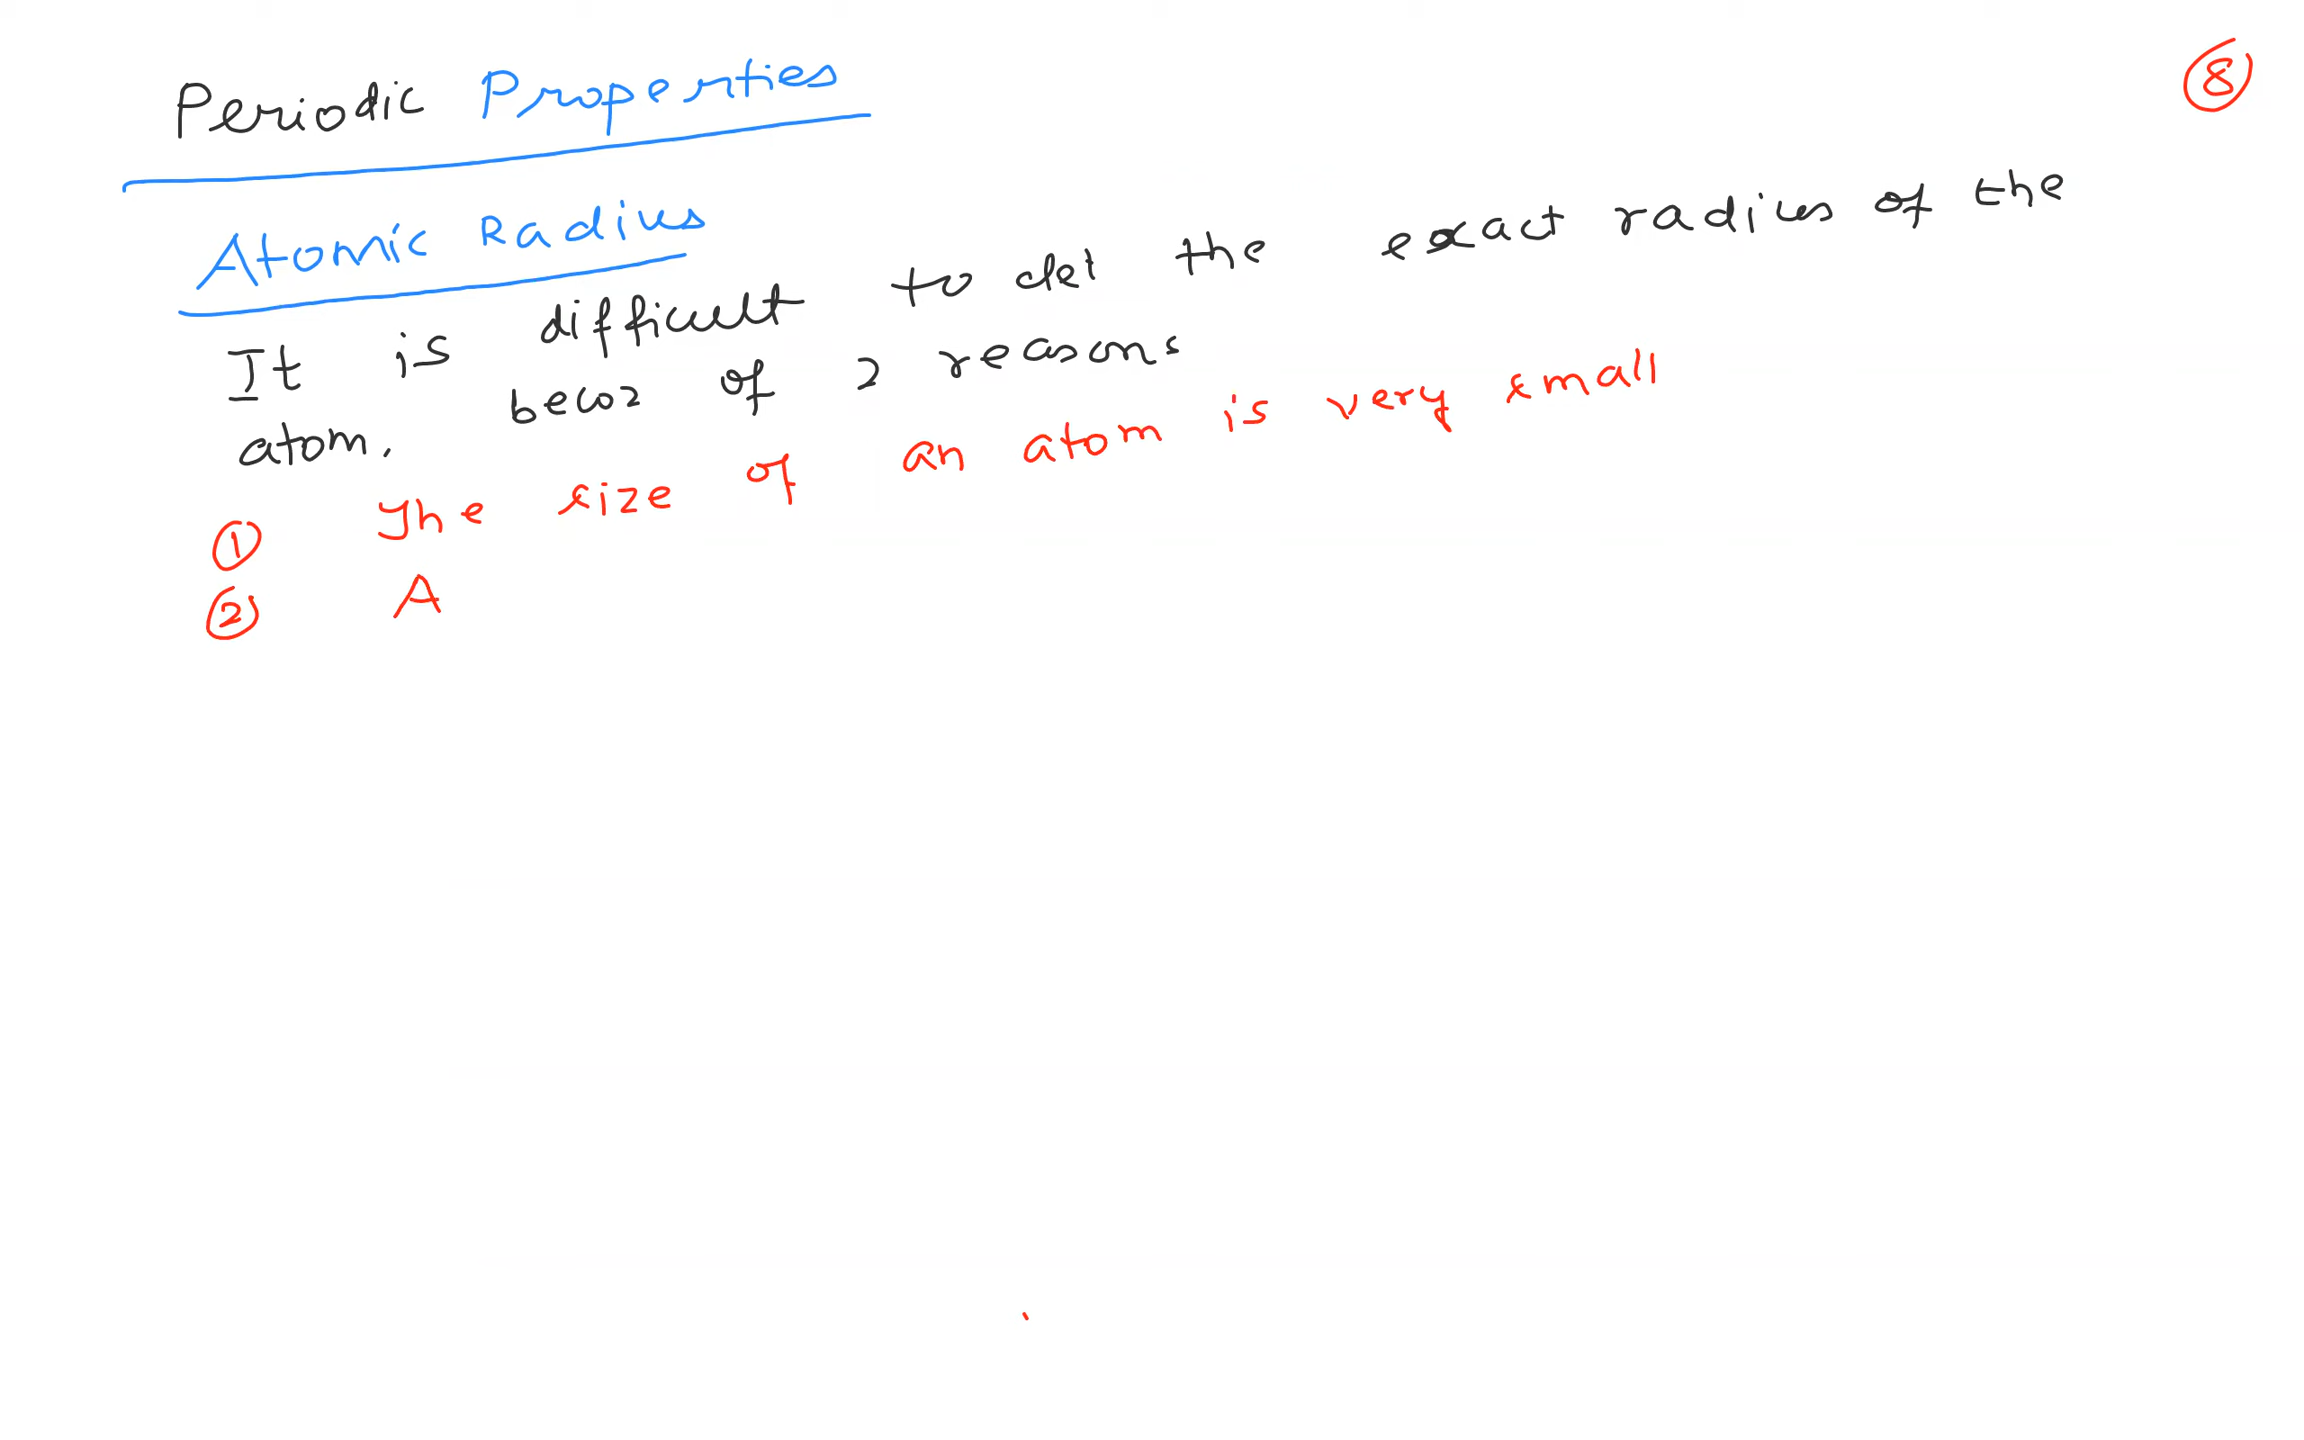 Periodic Properties
8
Atomic Radius
It is difficult to det the exact radius of the
atom. becoz of 2 reasons
1 The size of an atom is very small
2 A